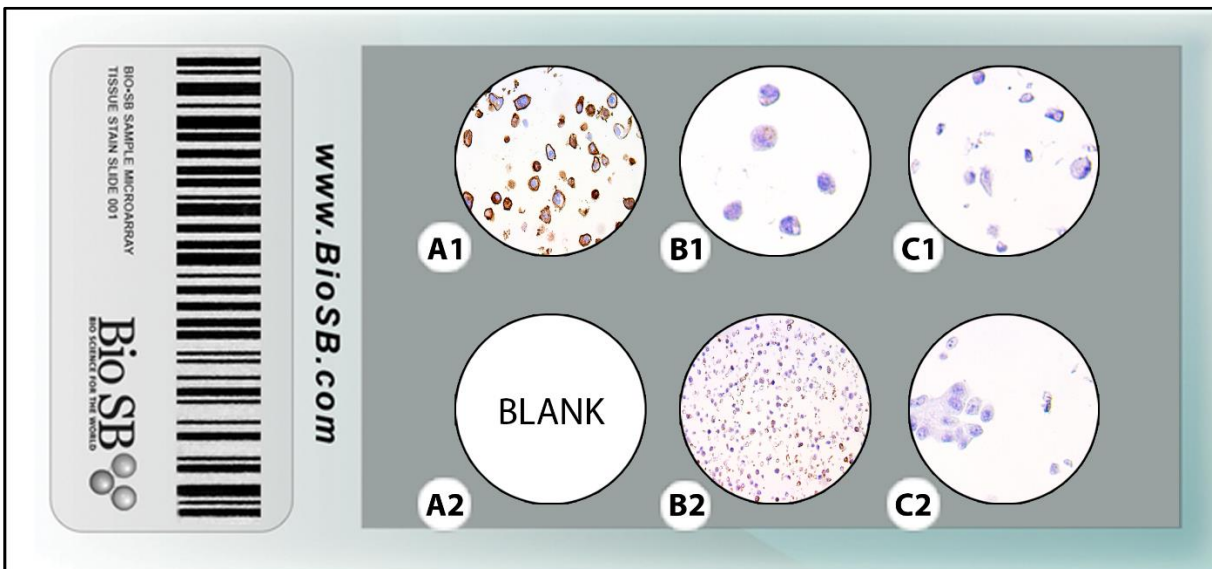 BIO•SB SAMPLE MICROARRAY
TISSUE STAIN SLIDE 001
Bio SB
BIO SCIENCE FOR THE WORLD
www.BioSB.com
A1
B1
C1
BLANK
A2
B2
C2